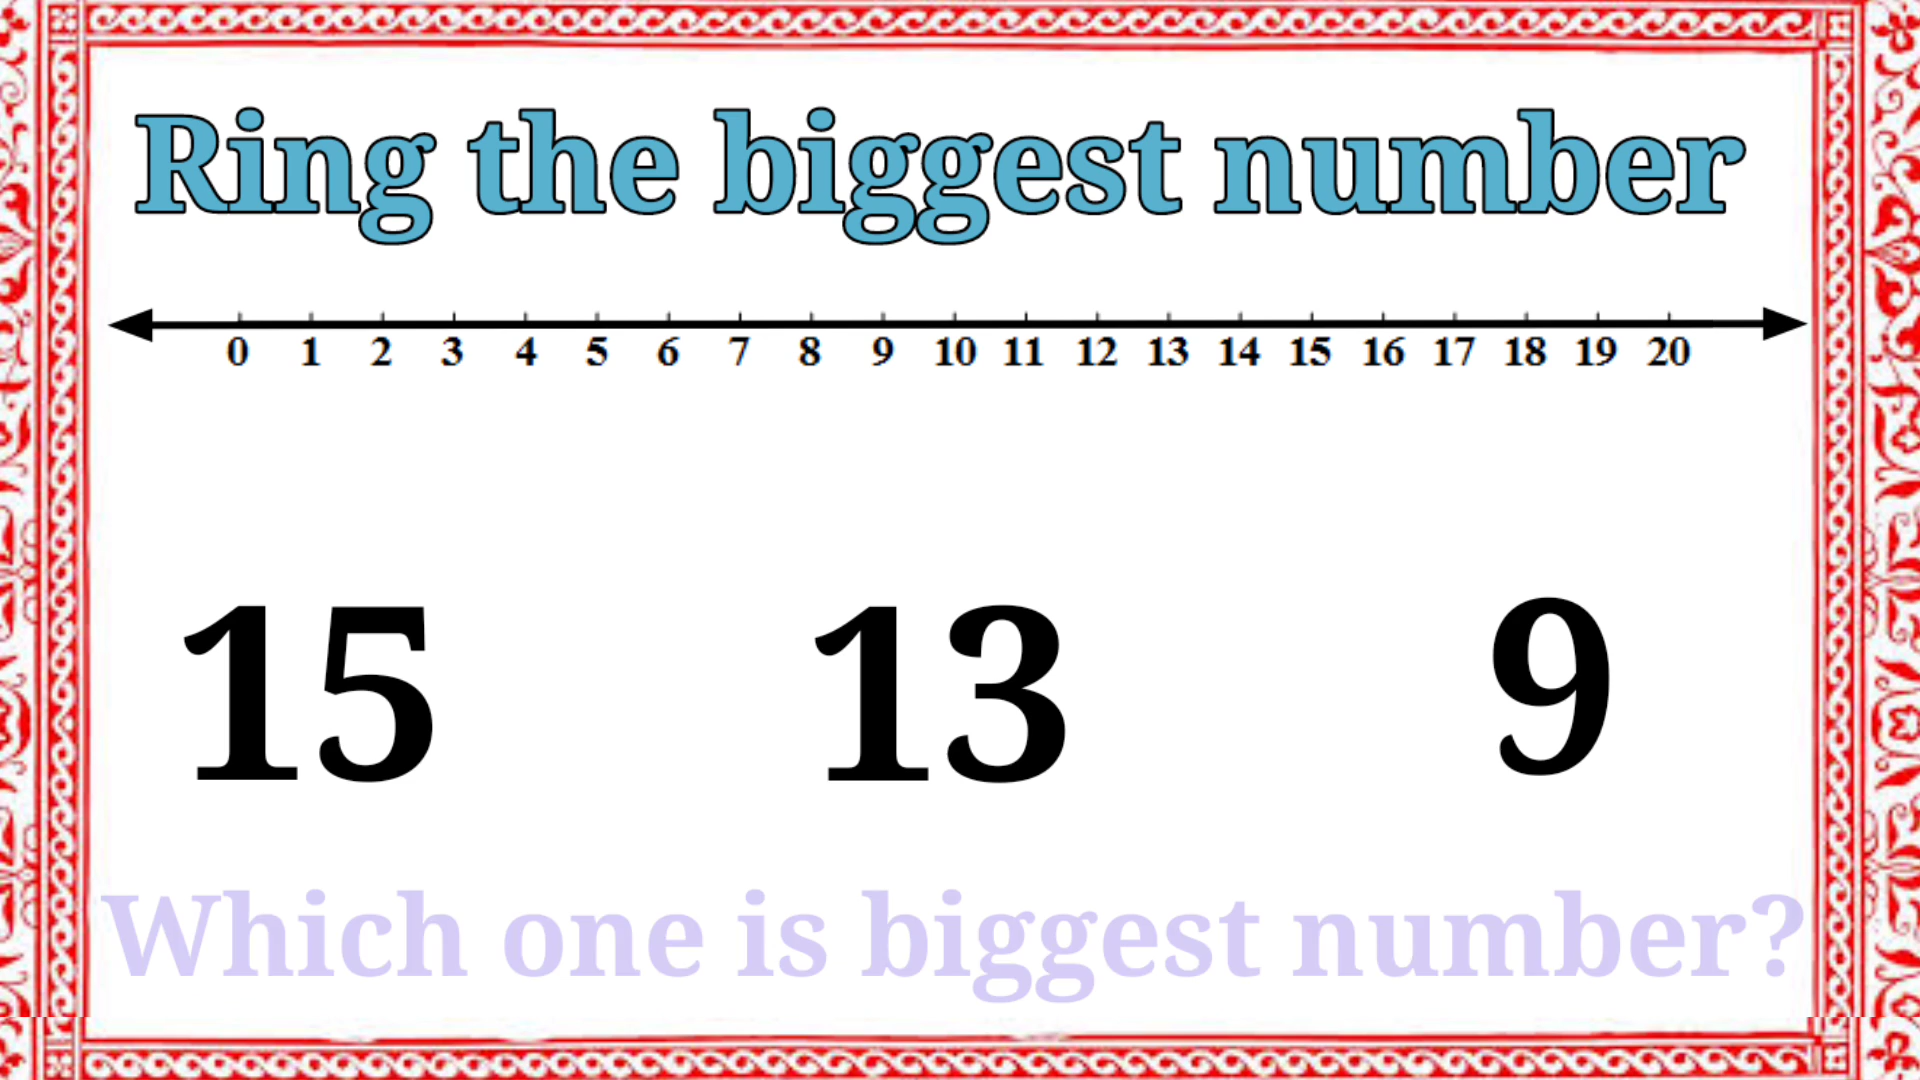 Ring the biggest number
0 1 2 3 4 5 6 7 8 9 10 11 12 13 14 15 16 17 18 19 20
15 13 9
Which one is biggest number?